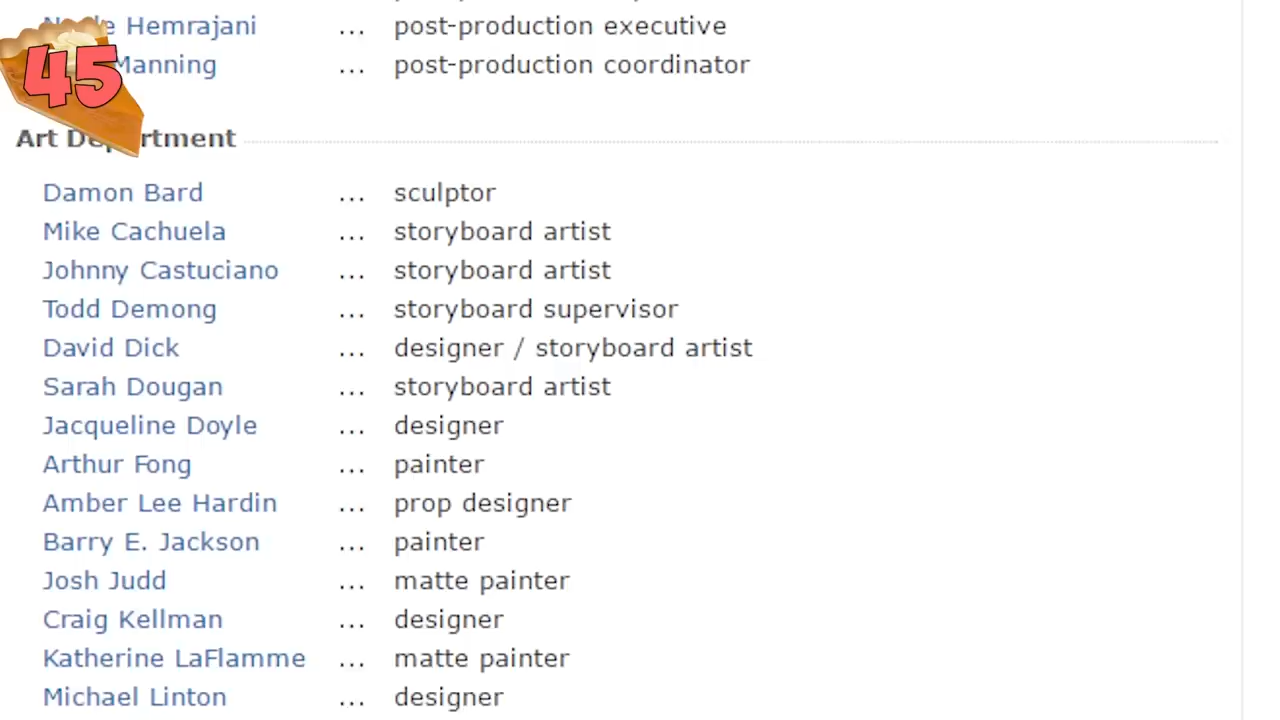 Hemrajani ... post-production executive
Manning ... post-production coordinator
45
Art Department
Damon Bard ... sculptor
Mike Cachuela ... storyboard artist
Johnny Castuciano ... storyboard artist
Todd Demong ... storyboard supervisor
David Dick ... designer / storyboard artist
Sarah Dougan ... storyboard artist
Jacqueline Doyle ... designer
Arthur Fong ... painter
Amber Lee Hardin ... prop designer
Barry E. Jackson ... painter
Josh Judd ... matte painter
Craig Kellman ... designer
Katherine LaFlamme ... matte painter
Michael Linton ... designer